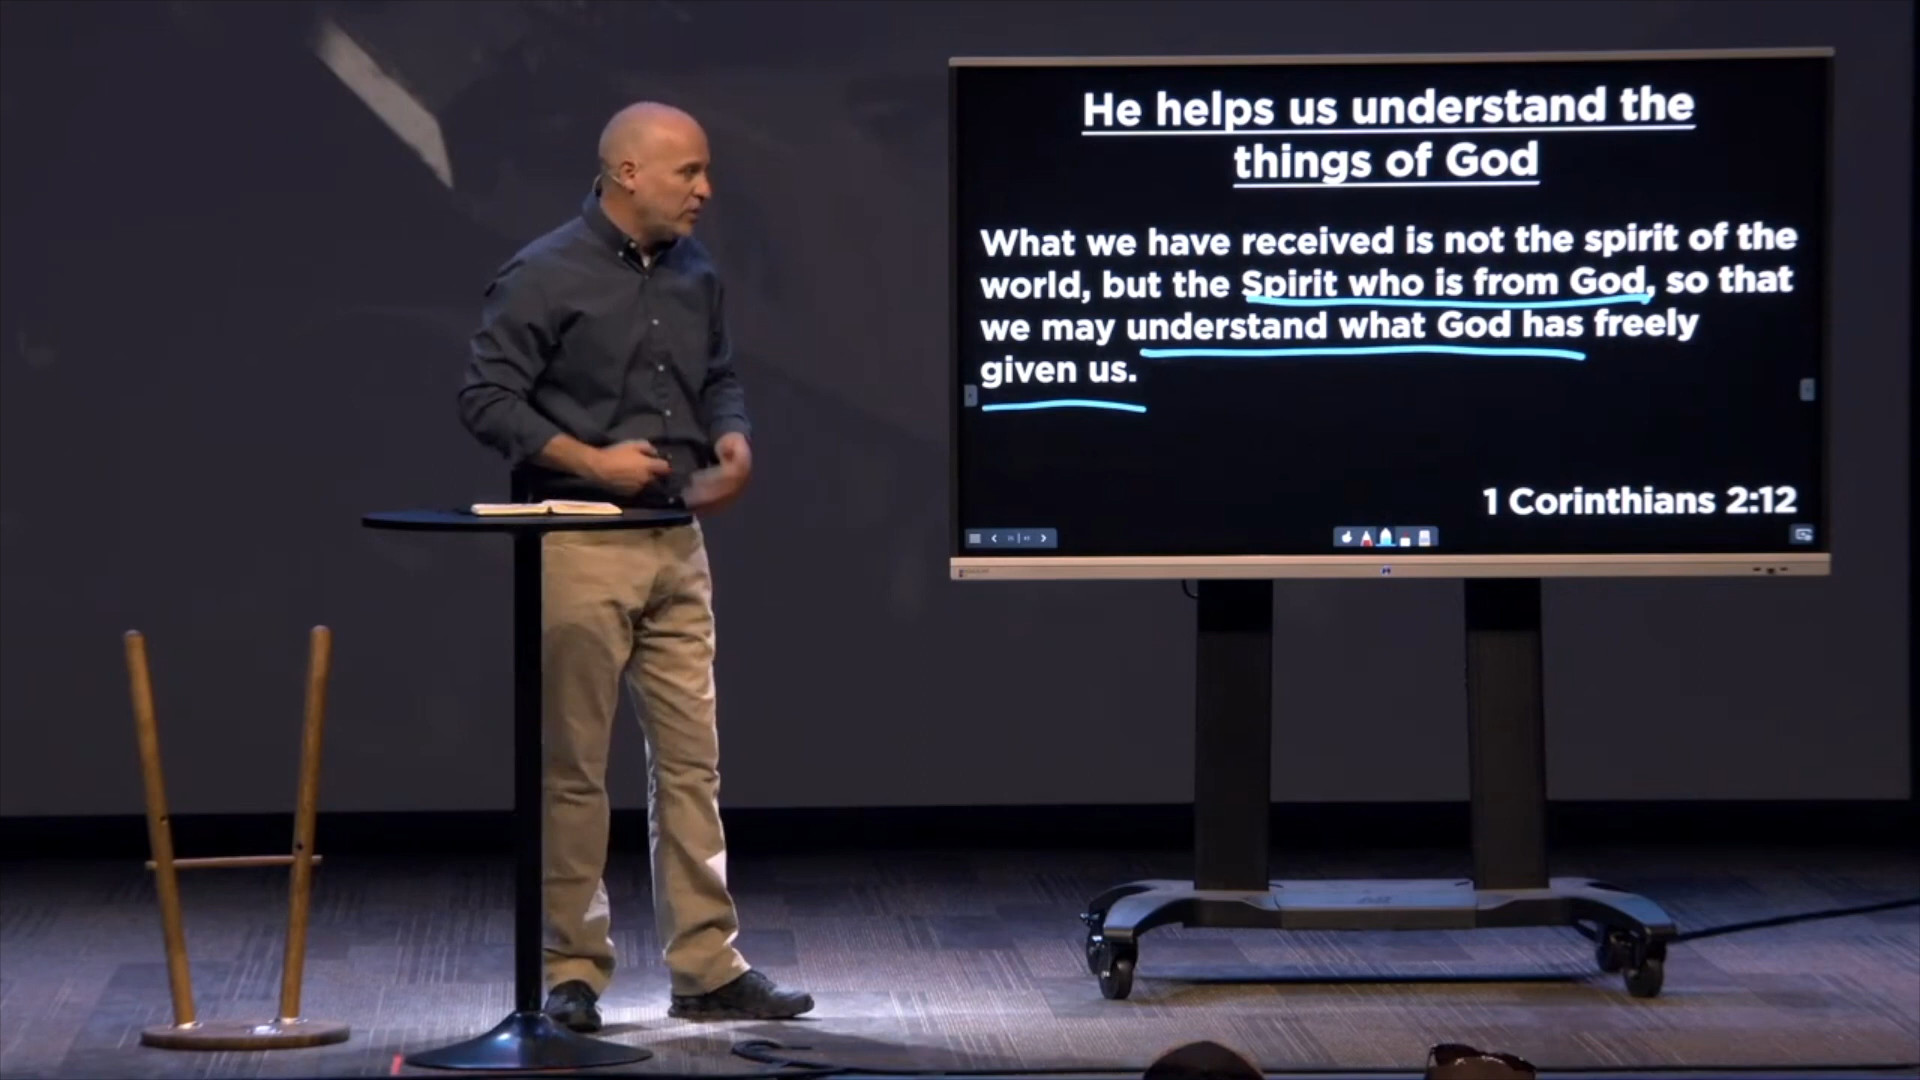 He helps us understand the
things of God
What we have received is not the spirit of the
world, but the Spirit who is from God, so that
we may understand what God has freely
given us.
1 Corinthians 2:12